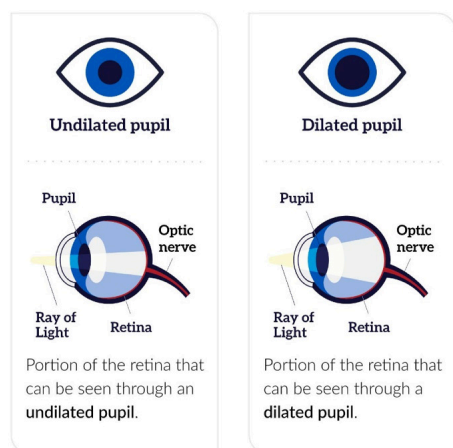 Undilated pupil
Pupil
Optic
nerve
Ray of
Light
Retina
Portion of the retina that
can be seen through an
undilated pupil.
Dilated pupil
Pupil
Optic
nerve
Ray of
Light
Retina
Portion of the retina that
can be seen through a
dilated pupil.